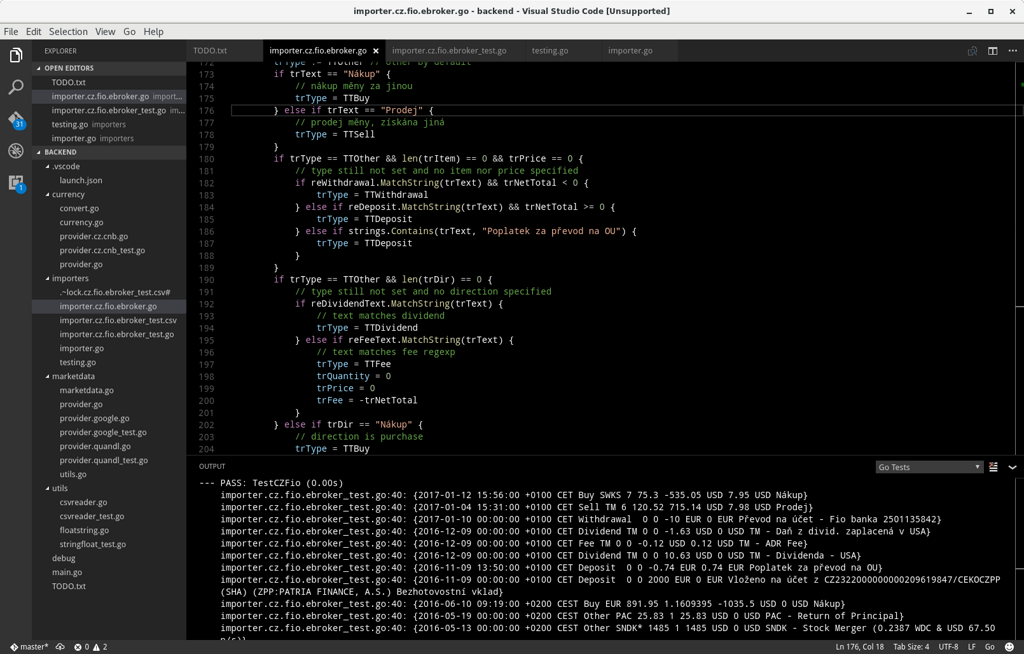 importer.cz.fio.ebroker.go - backend - Visual Studio Code [Unsupported]
File Edit Selection View Go Help
EXPLORER
OPEN EDITORS
TODO.txt
importer.cz.fio.ebroker.go import...
importer.cz.fio.ebroker_test.go im...
testing.go importers
importer.go importers
BACKEND
.vscode
launch.json
currency
convert.go
currency.go
provider.cz.cnb.go
provider.cz.cnb_test.go
provider.go
importers
.~lock.cz.fio.ebroker_test.csv#
importer.cz.fio.ebroker.go
importer.cz.fio.ebroker_test.csv
importer.cz.fio.ebroker_test.go
importer.go
testing.go
marketdata
marketdata.go
provider.go
provider.google.go
provider.google_test.go
provider.quandl.go
provider.quandl_test.go
utils.go
utils
csvreader.go
csvreader_test.go
floatstring.go
stringfloat_test.go
debug
main.go
TODO.txt
31
1
TODO.txt importer.cz.fio.ebroker.go importer.cz.fio.ebroker_test.go testing.go importer.go
172 trType := TTOther // other by default
173 if trText == "Nákup" {
174 // nákup měny za jinou
175 trType = TTBuy
176 } else if trText == "Prodej" {
177 // prodej měny, získána jiná
178 trType = TTSell
179 }
180 if trType == TTOther && len(trItem) == 0 && trPrice == 0 {
181 // type still not set and no item nor price specified
182 if reWithdrawal.MatchString(trText) && trNetTotal < 0 {
183 trType = TTWithdrawal
184 } else if reDeposit.MatchString(trText) && trNetTotal >= 0 {
185 trType = TTDeposit
186 } else if strings.Contains(trText, "Poplatek za převod na OU") {
187 trType = TTDeposit
188 }
189 }
190 if trType == TTOther && len(trDir) == 0 {
191 // type still not set and no direction specified
192 if reDividendText.MatchString(trText) {
193 // text matches dividend
194 trType = TTDividend
195 } else if reFeeText.MatchString(trText) {
196 // text matches fee regexp
197 trType = TTFee
198 trQuantity = 0
199 trPrice = 0
200 trFee = -trNetTotal
201 }
202 } else if trDir == "Nákup" {
203 // direction is purchase
204 trType = TTBuy
OUTPUT
Go Tests
--- PASS: TestCZFio (0.00s)
importer.cz.fio.ebroker_test.go:40: {2017-01-12 15:56:00 +0100 CET Buy SWKS 7 75.3 -535.05 USD 7.95 USD Nákup}
importer.cz.fio.ebroker_test.go:40: {2017-01-04 15:31:00 +0100 CET Sell TM 6 120.52 715.14 USD 7.98 USD Prodej}
importer.cz.fio.ebroker_test.go:40: {2017-01-10 00:00:00 +0100 CET Withdrawal  0 0 -10 EUR 0 EUR Převod na účet - Fio banka 2501135842}
importer.cz.fio.ebroker_test.go:40: {2016-12-09 00:00:00 +0100 CET Dividend TM 0 0 -1.63 USD 0 USD TM - Daň z divid. zaplacená v USA}
importer.cz.fio.ebroker_test.go:40: {2016-12-09 00:00:00 +0100 CET Fee TM 0 0 -0.12 USD 0.12 USD TM - ADR Fee}
importer.cz.fio.ebroker_test.go:40: {2016-12-09 00:00:00 +0100 CET Dividend TM 0 0 10.63 USD 0 USD TM - Dividenda - USA}
importer.cz.fio.ebroker_test.go:40: {2016-11-09 13:50:00 +0100 CET Deposit  0 0 -0.74 EUR 0.74 EUR Poplatek za převod na OU}
importer.cz.fio.ebroker_test.go:40: {2016-11-09 00:00:00 +0100 CET Deposit  0 0 2000 EUR 0 EUR Vloženo na účet z CZ2322000000000209619847/CEKOCZPP
(SHA) (ZPP:PATRIA FINANCE, A.S.) Bezhotovostní vklad}
importer.cz.fio.ebroker_test.go:40: {2016-06-10 09:19:00 +0200 CEST Buy EUR 891.95 1.1609395 -1035.5 USD 0 USD Nákup}
importer.cz.fio.ebroker_test.go:40: {2016-05-19 00:00:00 +0200 CEST Other PAC 25.83 1 25.83 USD 0 USD PAC - Return of Principal}
importer.cz.fio.ebroker_test.go:40: {2016-05-13 00:00:00 +0200 CEST Other SNDK* 1485 1 1485 USD 0 USD SNDK - Stock Merger (0.2387 WDC & USD 67.50
master* 0 2 Ln 176, Col 18 Tab Size: 4 UTF-8 LF Go